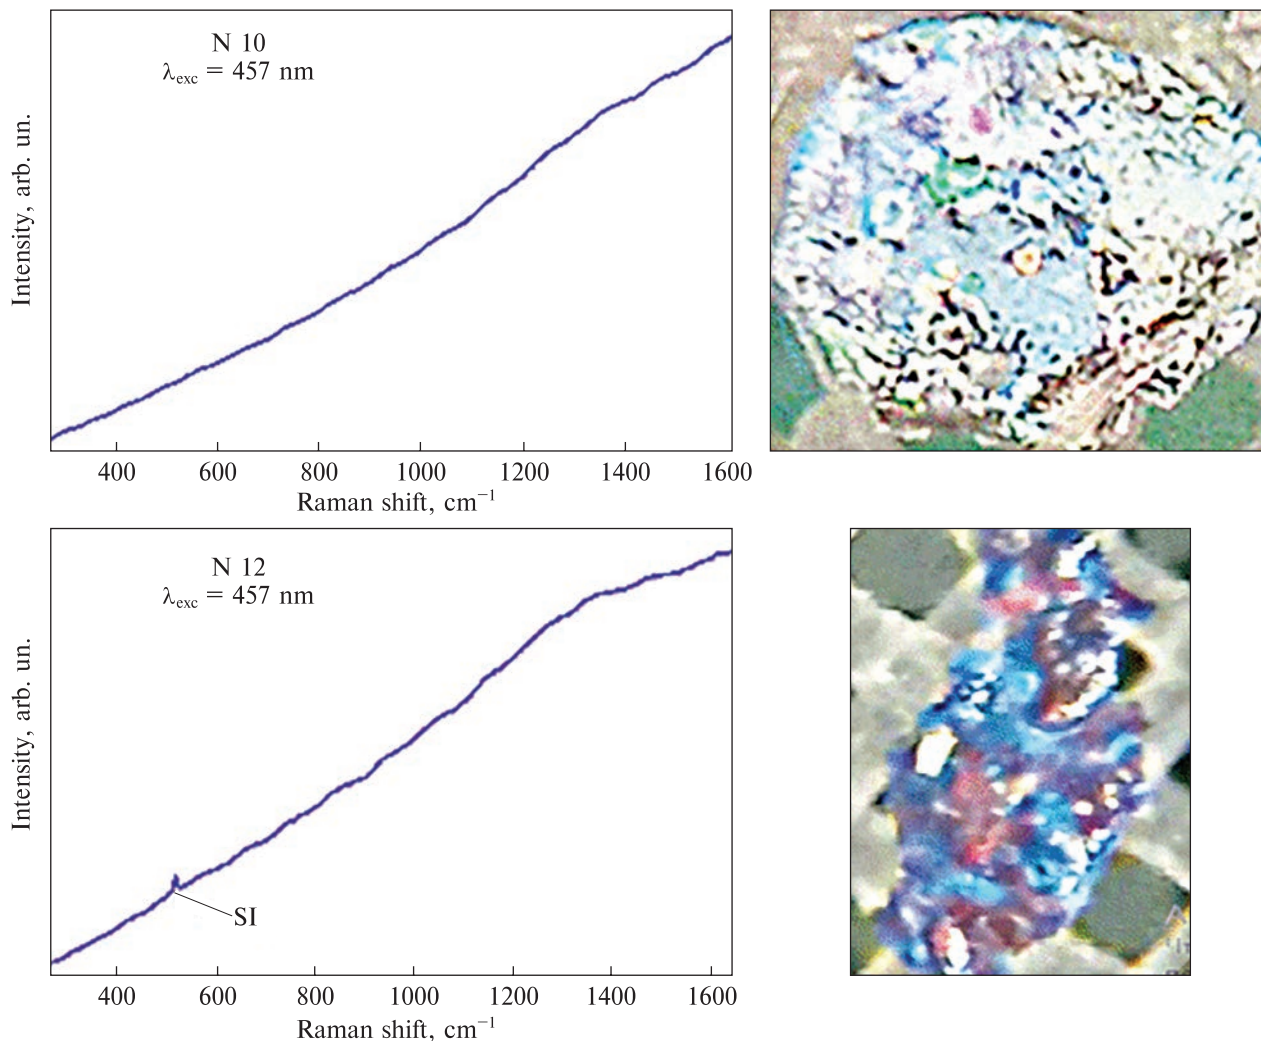 N 10
λexc = 457 nm
Intensity, arb. un.
400 600 800 1000 1200 1400 1600
Raman shift, cm⁻¹
N 12
λexc = 457 nm
Intensity, arb. un.
SI
400 600 800 1000 1200 1400 1600
Raman shift, cm⁻¹